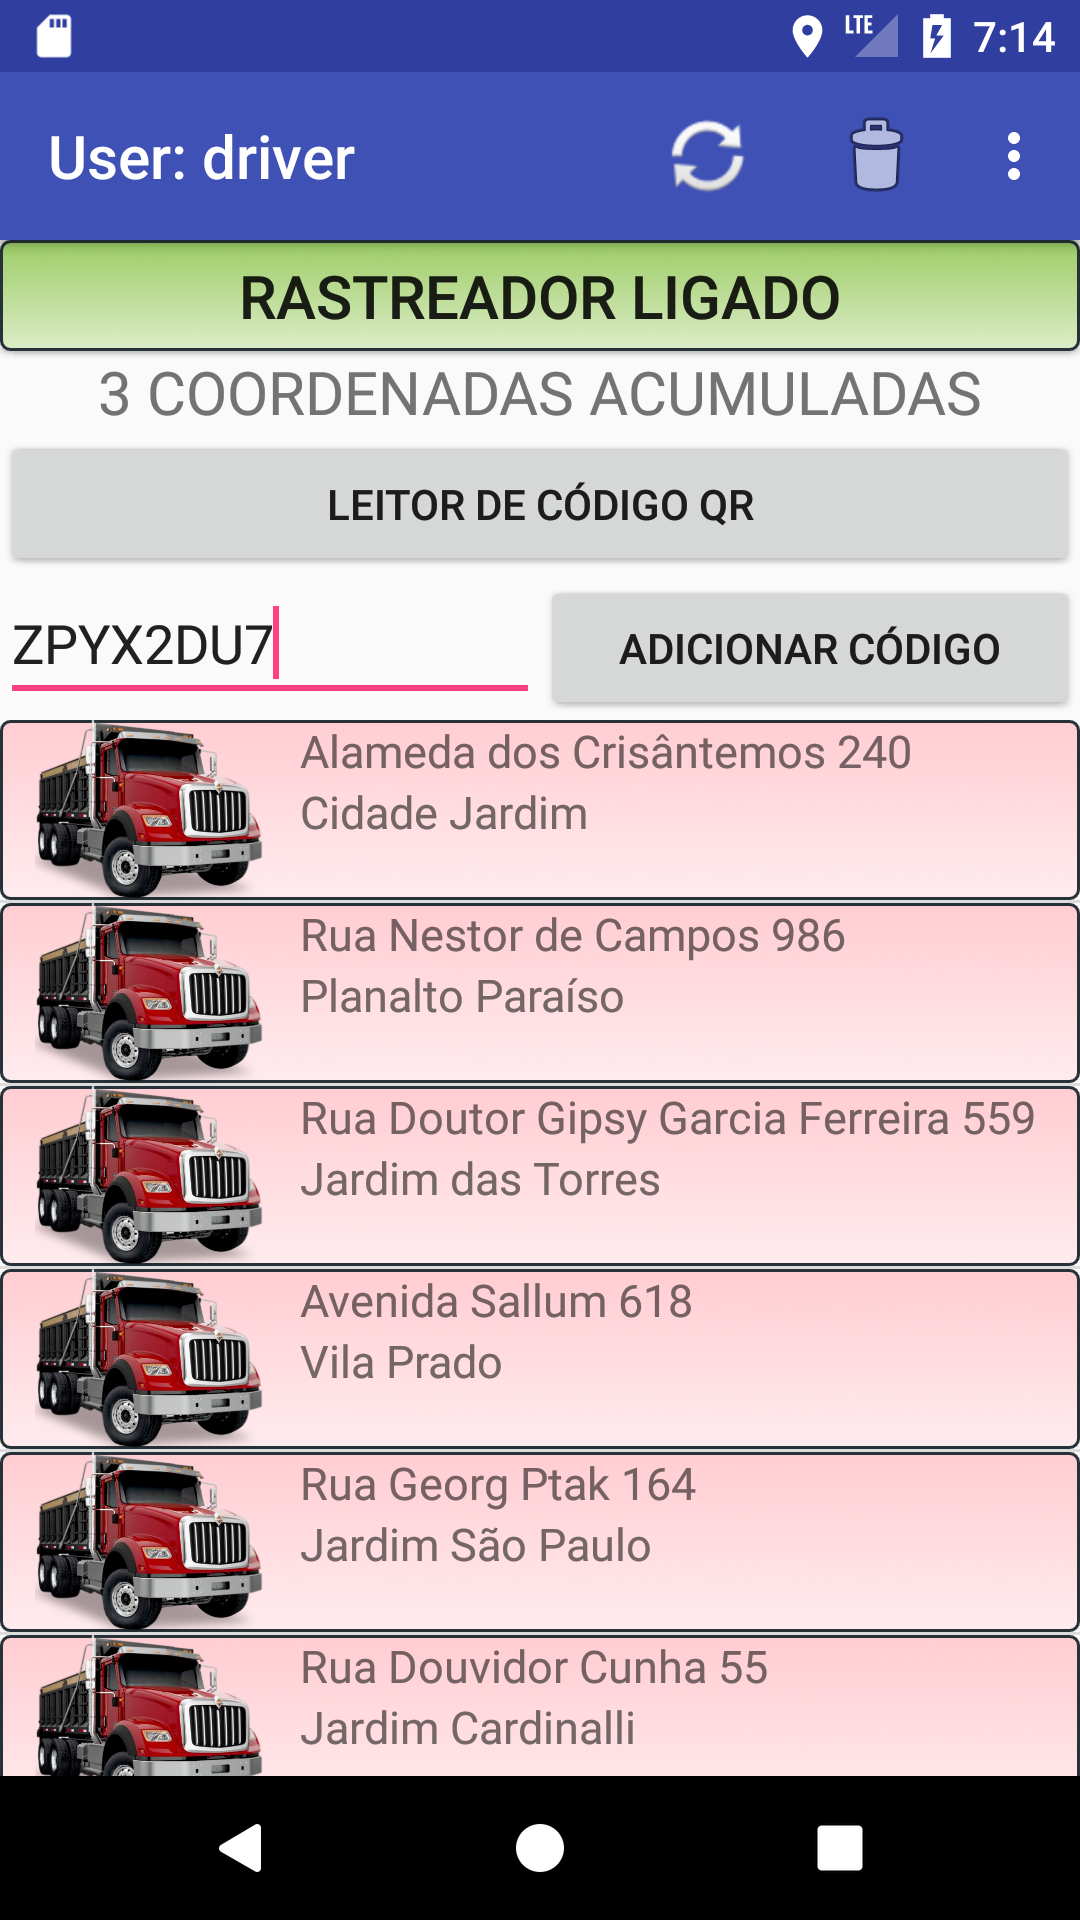 LTE 7:14
User: driver
RASTREADOR LIGADO
3 COORDENADAS ACUMULADAS
LEITOR DE CÓDIGO QR
ZPYX2DU7 ADICIONAR CÓDIGO
Alameda dos Crisântemos 240
Cidade Jardim
Rua Nestor de Campos 986
Planalto Paraíso
Rua Doutor Gipsy Garcia Ferreira 559
Jardim das Torres
Avenida Sallum 618
Vila Prado
Rua Georg Ptak 164
Jardim São Paulo
Rua Douvidor Cunha 55
Jardim Cardinalli